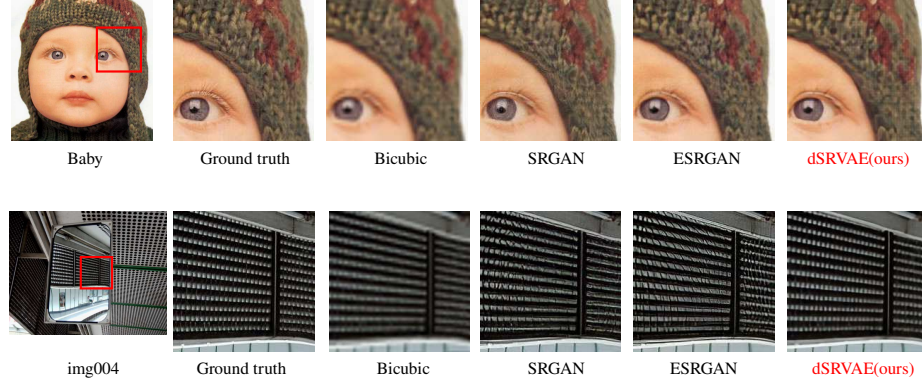 Baby Ground truth Bicubic SRGAN ESRGAN dSRVAE(ours)
img004 Ground truth Bicubic SRGAN ESRGAN dSRVAE(ours)